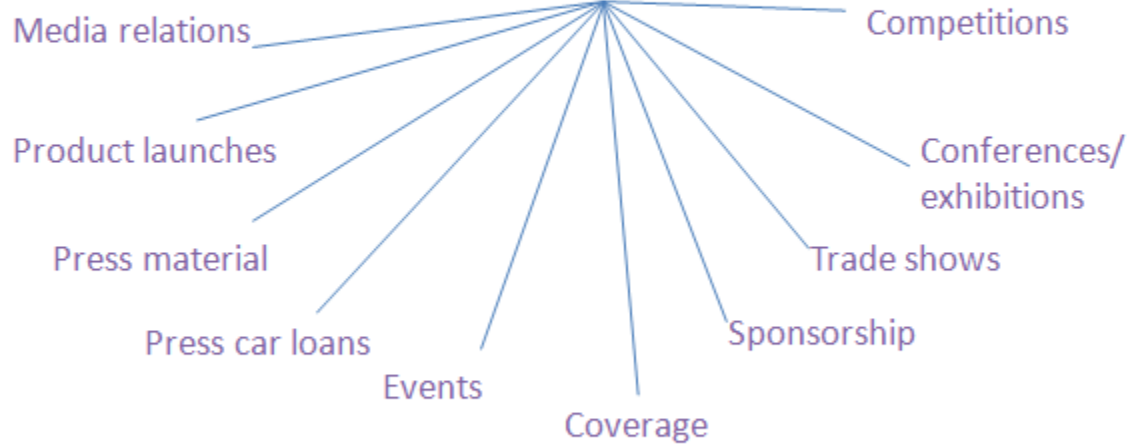 Media relations
Competitions
Product launches
Conferences/
exhibitions
Press material
Trade shows
Press car loans
Sponsorship
Events
Coverage